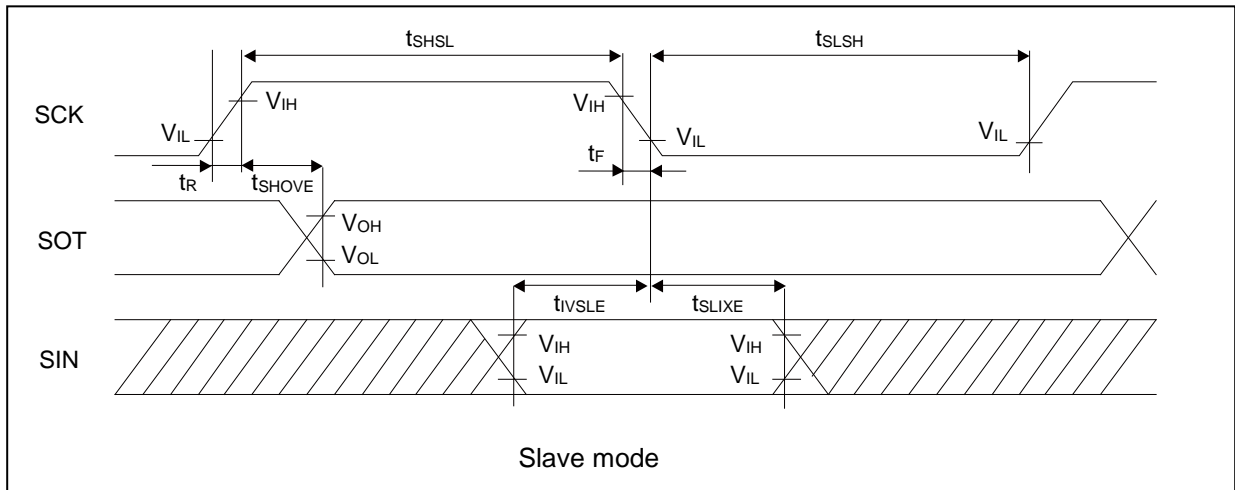 tSHSL
tSLSH
SCK
VIH
VIH
VIL
VIL
VIL
tF
tR
tSHOVE
SOT
VOH
VOL
tIVSLE
tSLIXE
SIN
VIH
VIH
VIL
VIL
Slave mode